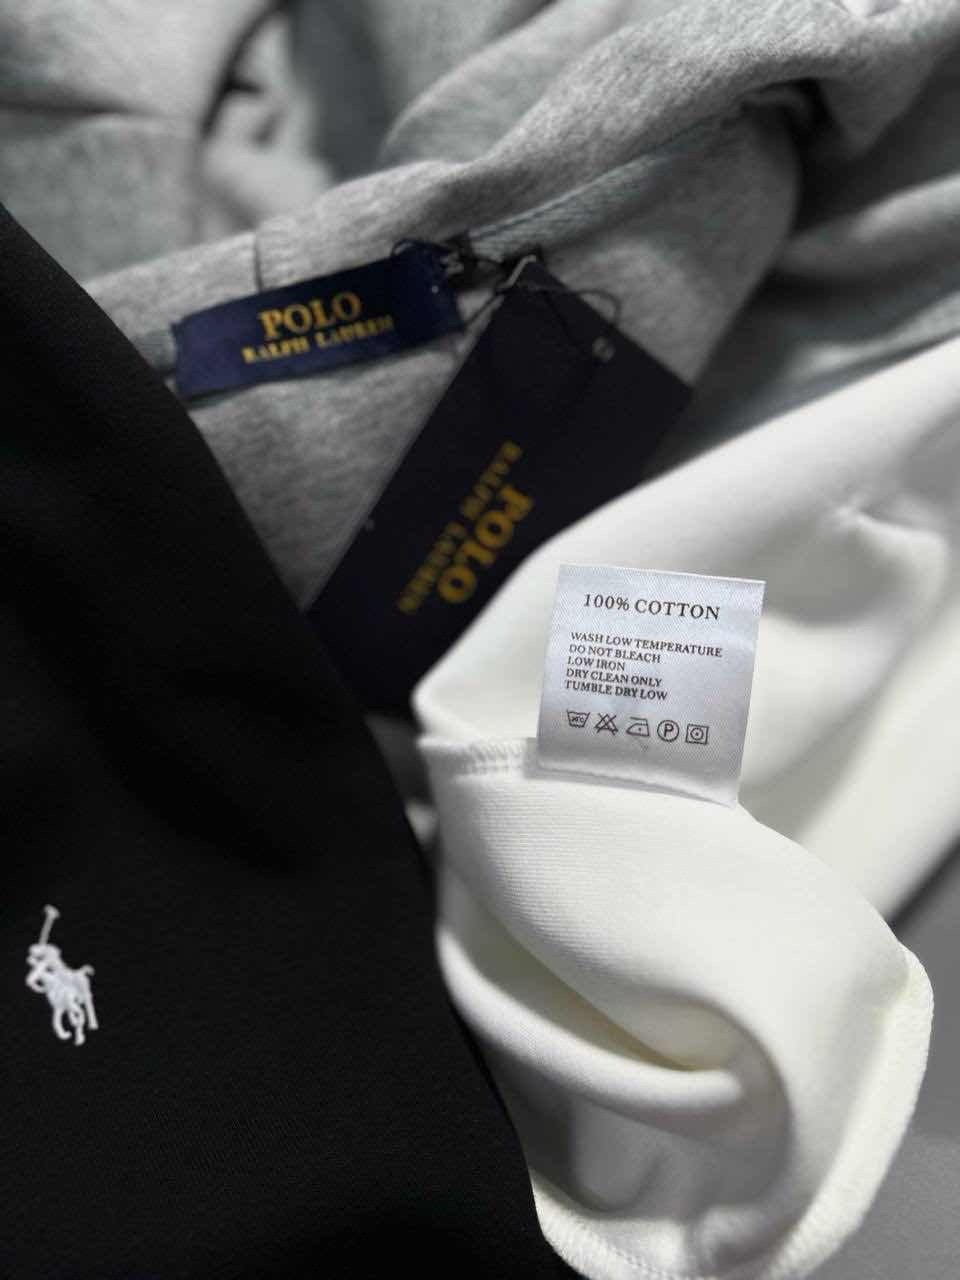 POLO
RALPH LAUREN
M
POLO
RALPH LAUREN
100% COTTON
WASH LOW TEMPERATURE
DO NOT BLEACH
LOW IRON
DRY CLEAN ONLY
TUMBLE DRY LOW
30°C
P